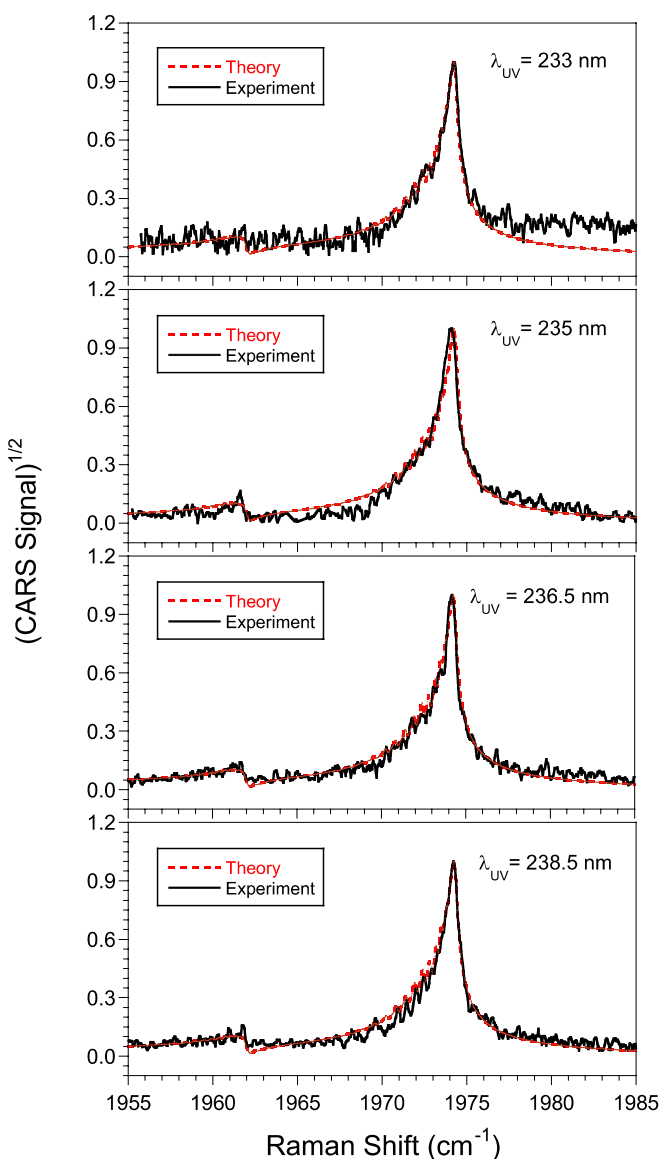 (CARS Signal)1/2
1.2
0.9
0.6
0.3
0.0
Theory
Experiment
λUV = 233 nm
1.2
0.9
0.6
0.3
0.0
Theory
Experiment
λUV = 235 nm
1.2
0.9
0.6
0.3
0.0
Theory
Experiment
λUV = 236.5 nm
1.2
0.9
0.6
0.3
0.0
Theory
Experiment
λUV= 238.5 nm
1955 1960 1965 1970 1975 1980 1985
Raman Shift (cm-1)